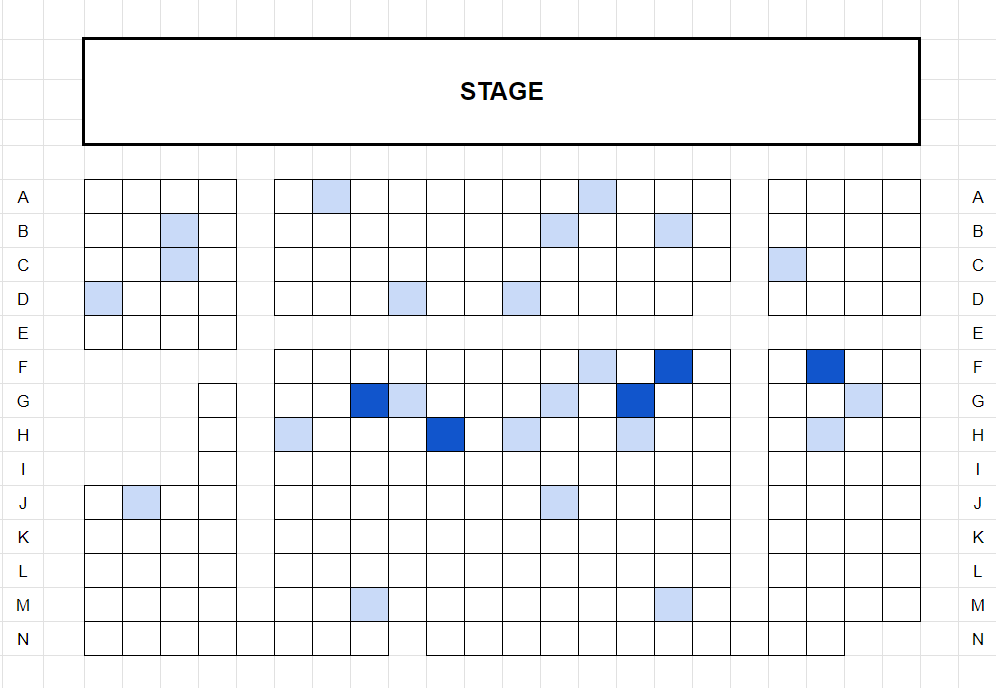 STAGE
A A
B B
C C
D D
E E
F F
G G
H H
I I
J J
K K
L L
M M
N N